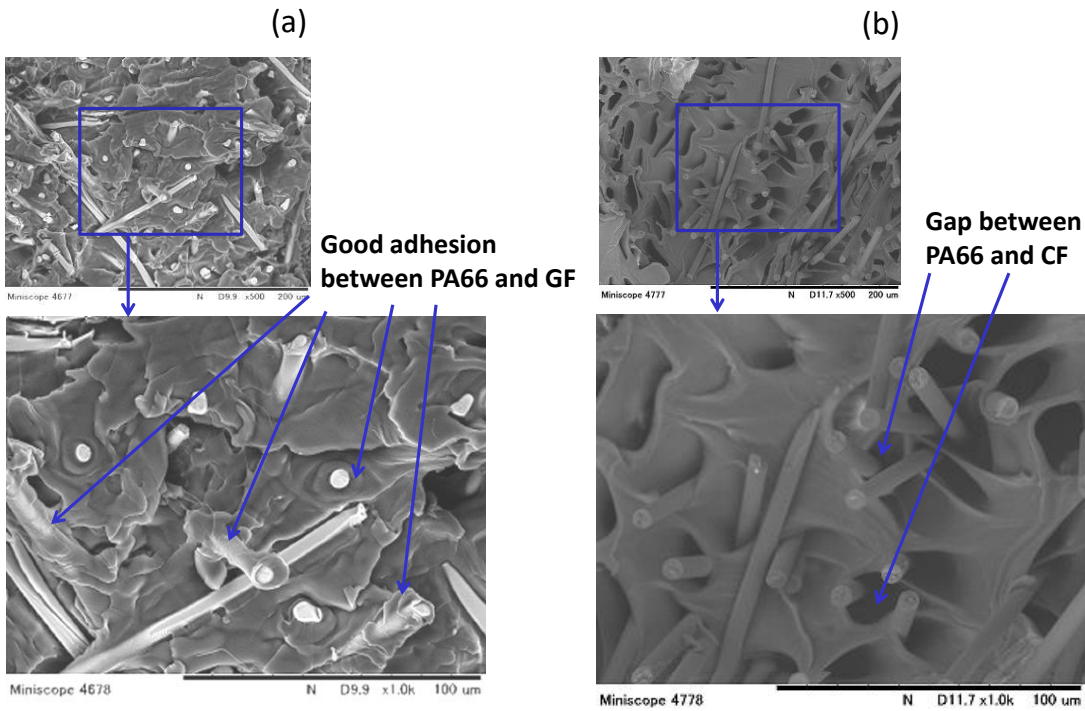 (a)
(b)
Miniscope 4677 N D9.9 x500 200 um
Miniscope 4777 N D11.7 x500 200 um
Good adhesion
between PA66 and GF
Gap between
PA66 and CF
Miniscope 4678 N D9.9 x1.0k 100 um
Miniscope 4778 N D11.7 x1.0k 100 um